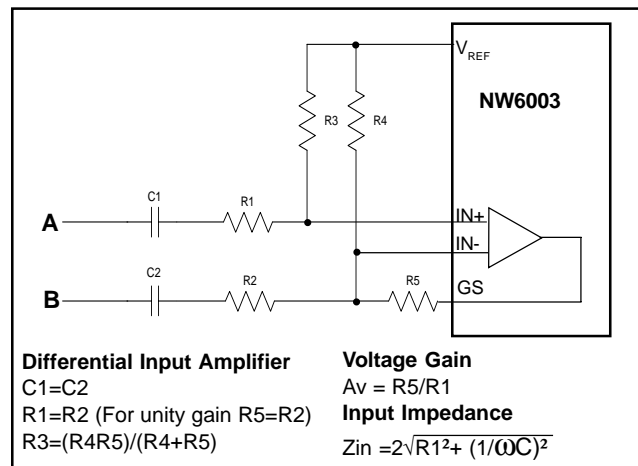 VREF
NW6003
R3
R4
C1
R1
A
IN+
IN-
C2
R2
R5
GS
B
Differential Input Amplifier
C1=C2
R1=R2 (For unity gain R5=R2)
R3=(R4R5)/(R4+R5)
Voltage Gain
Av = R5/R1
Input Impedance
Zin =2√R1²+ (1/ωC)²